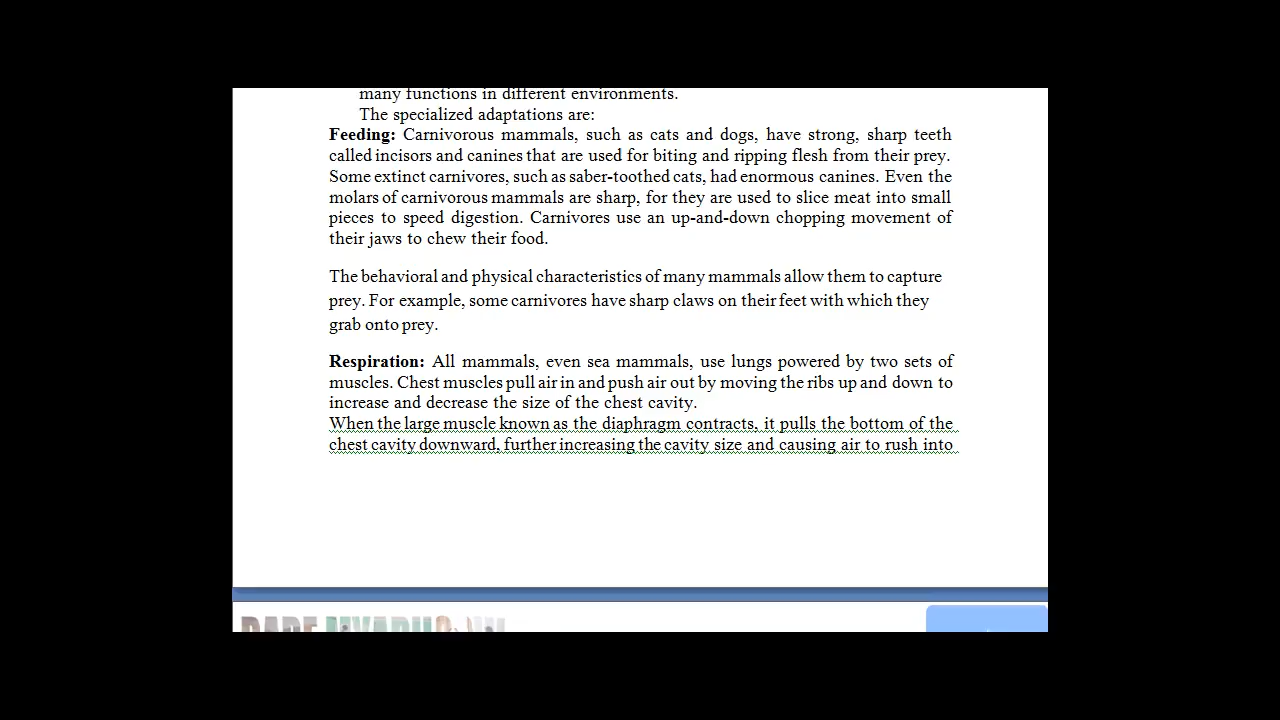 many functions in different environments.
The specialized adaptations are:
Feeding: Carnivorous mammals, such as cats and dogs, have strong, sharp teeth
called incisors and canines that are used for biting and ripping flesh from their prey.
Some extinct carnivores, such as saber-toothed cats, had enormous canines. Even the
molars of carnivorous mammals are sharp, for they are used to slice meat into small
pieces to speed digestion. Carnivores use an up-and-down chopping movement of
their jaws to chew their food.
The behavioral and physical characteristics of many mammals allow them to capture
prey. For example, some carnivores have sharp claws on their feet with which they
grab onto prey.
Respiration: All mammals, even sea mammals, use lungs powered by two sets of
muscles. Chest muscles pull air in and push air out by moving the ribs up and down to
increase and decrease the size of the chest cavity.
When the large muscle known as the diaphragm contracts, it pulls the bottom of the
chest cavity downward, further increasing the cavity size and causing air to rush into